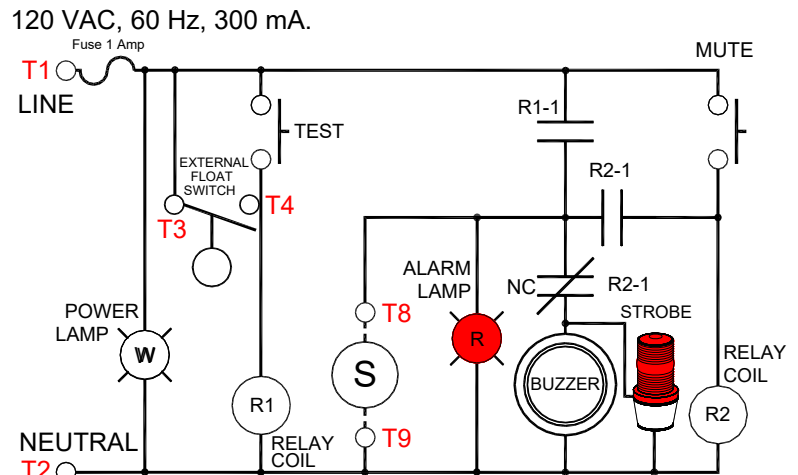 120 VAC, 60 Hz, 300 mA.
Fuse 1 Amp
T1
LINE
MUTE
R1-1
TEST
EXTERNAL
FLOAT
SWITCH
T4
T3
R2-1
ALARM
LAMP
NC
R2-1
STROBE
POWER
LAMP
T8
W
R
S
BUZZER
RELAY
COIL
R1
R2
T9
NEUTRAL
RELAY
COIL
T2